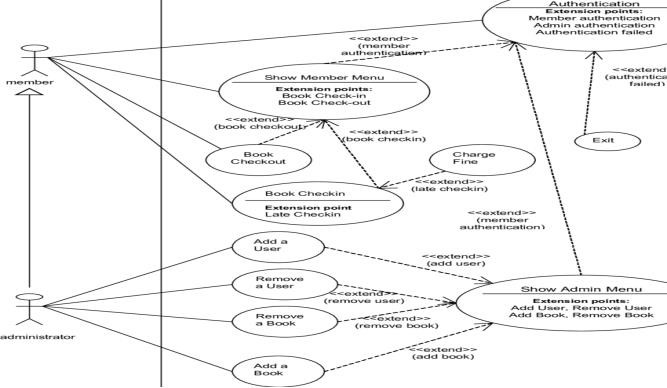 Authentication
Extension points:
Member authentication
Admin authentication
Authentication failed
<<extend>>
(member
authentication)
<<extend
(authentica
failed)
member
Show Member Menu
Extension points:
Book Check-in
Book Check-out
<<extend>>
(book checkout)
<<extend>>
(book checkin)
Exit
Book
Checkout
Charge
Fine
<<extend>>
(late checkin)
Book Checkin
Extension point
Late Checkin
<<extend>>
(member
authentication)
Add a
User
<<extend>>
(add user)
Remove
a User
<<extend>>
(remove user)
Show Admin Menu
Extension points:
Add User, Remove User
Add Book, Remove Book
Remove
a Book
<<extend>>
(remove book)
administrator
<<extend>>
(add book)
Add a
Book